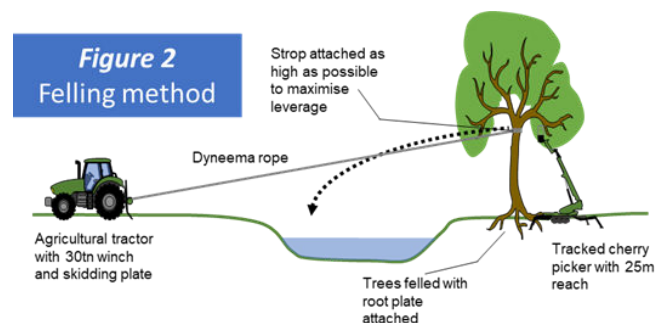 Figure 2
Felling method
Strop attached as
high as possible
to maximise
leverage
Dyneema rope
Agricultural tractor
with 30tn winch
and skidding plate
Trees felled with
root plate
attached
Tracked cherry
picker with 25m
reach